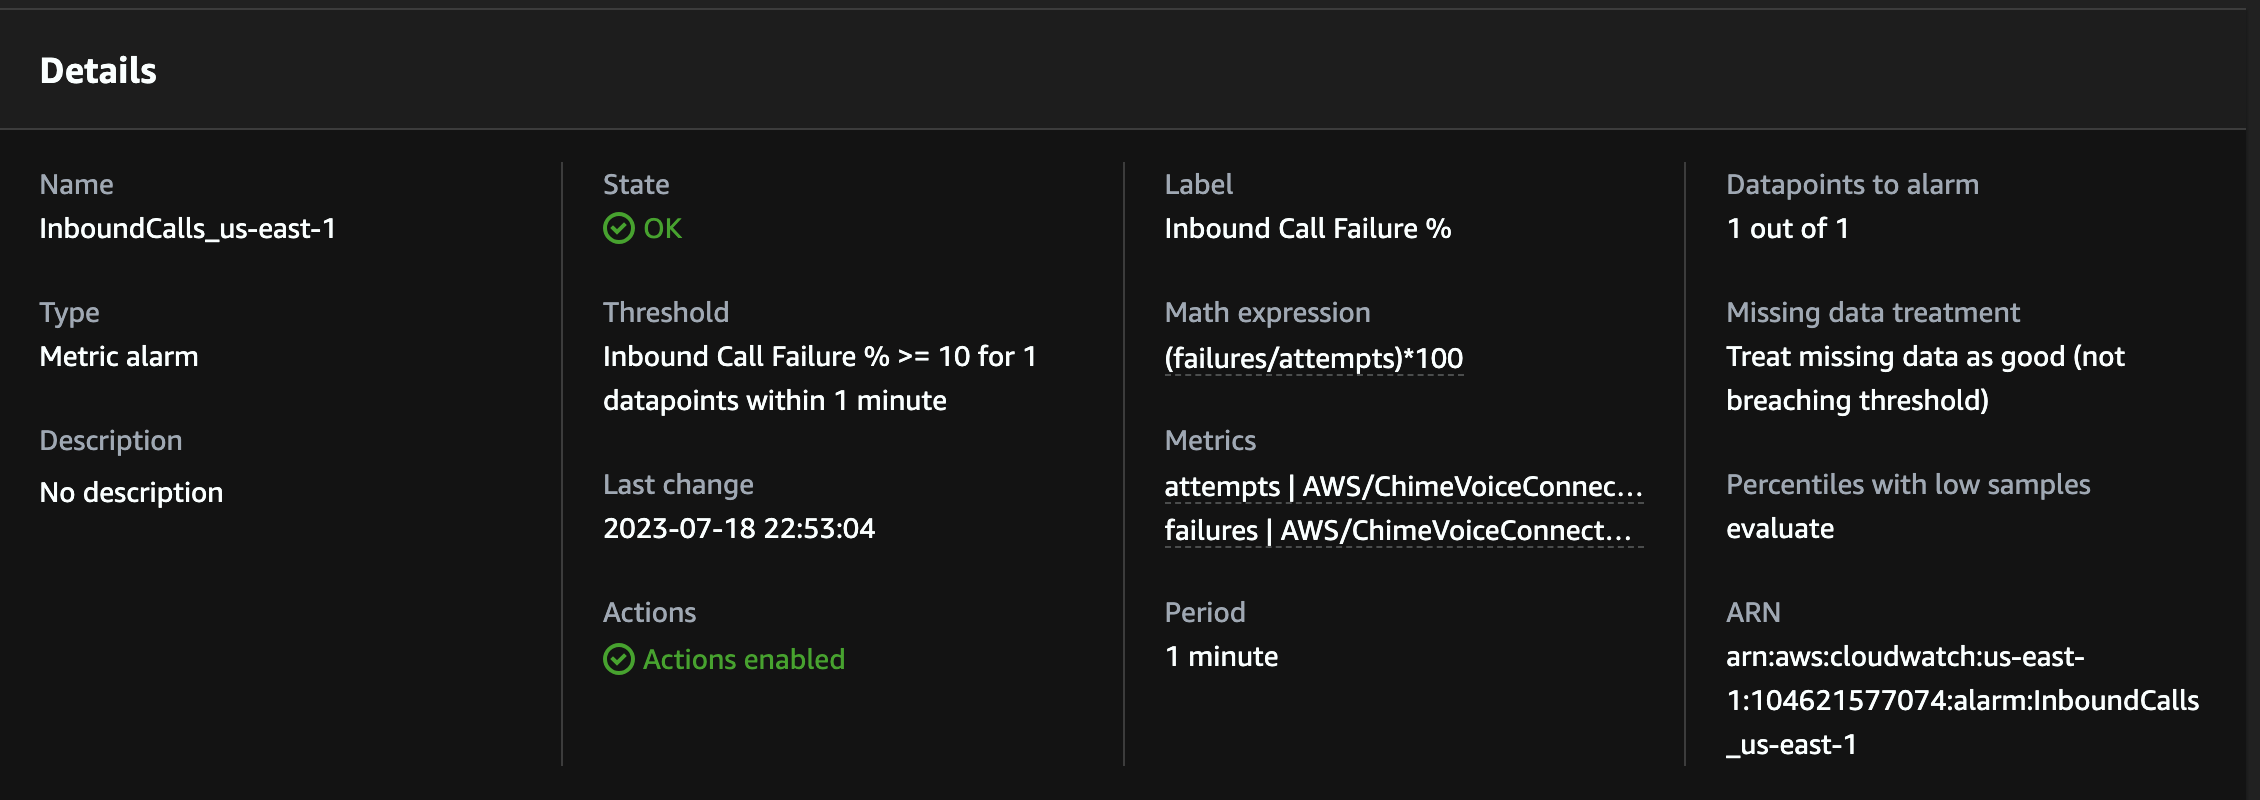 Details
Name
InboundCalls_us-east-1
Type
Metric alarm
Description
No description
State
OK
Threshold
Inbound Call Failure % >= 10 for 1
datapoints within 1 minute
Last change
2023-07-18 22:53:04
Actions
Actions enabled
Label
Inbound Call Failure %
Math expression
(failures/attempts)*100
Metrics
attempts | AWS/ChimeVoiceConnec...
failures | AWS/ChimeVoiceConnect...
Period
1 minute
Datapoints to alarm
1 out of 1
Missing data treatment
Treat missing data as good (not
breaching threshold)
Percentiles with low samples
evaluate
ARN
arn:aws:cloudwatch:us-east-
1:104621577074:alarm:InboundCalls
_us-east-1